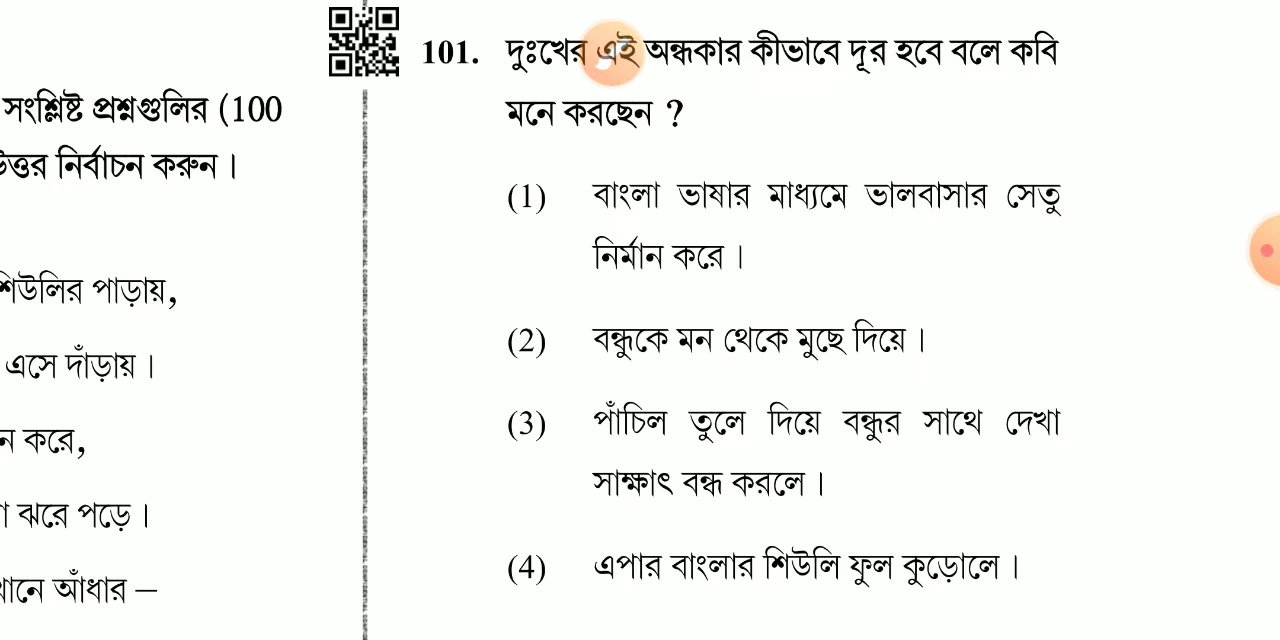 সংশ্লিষ্ট প্রশ্নগুলির (100
উত্তর নির্বাচন করুন।
শিউলির পাড়ায়,
এসে দাঁড়ায়।
করে,
ঝরে পড়ে।
আঁধার –
101. দুঃখের এই অন্ধকার কীভাবে দূর হবে বলে কবি
মনে করছেন ?
(1) বাংলা ভাষার মাধ্যমে ভালবাসার সেতু
নির্মান করে।
(2) বন্ধুকে মন থেকে মুছে দিয়ে।
(3) পাঁচিল তুলে দিয়ে বন্ধুর সাথে দেখা
সাক্ষাৎ বন্ধ করলে।
(4) এপার বাংলার শিউলি ফুল কুড়োলে।